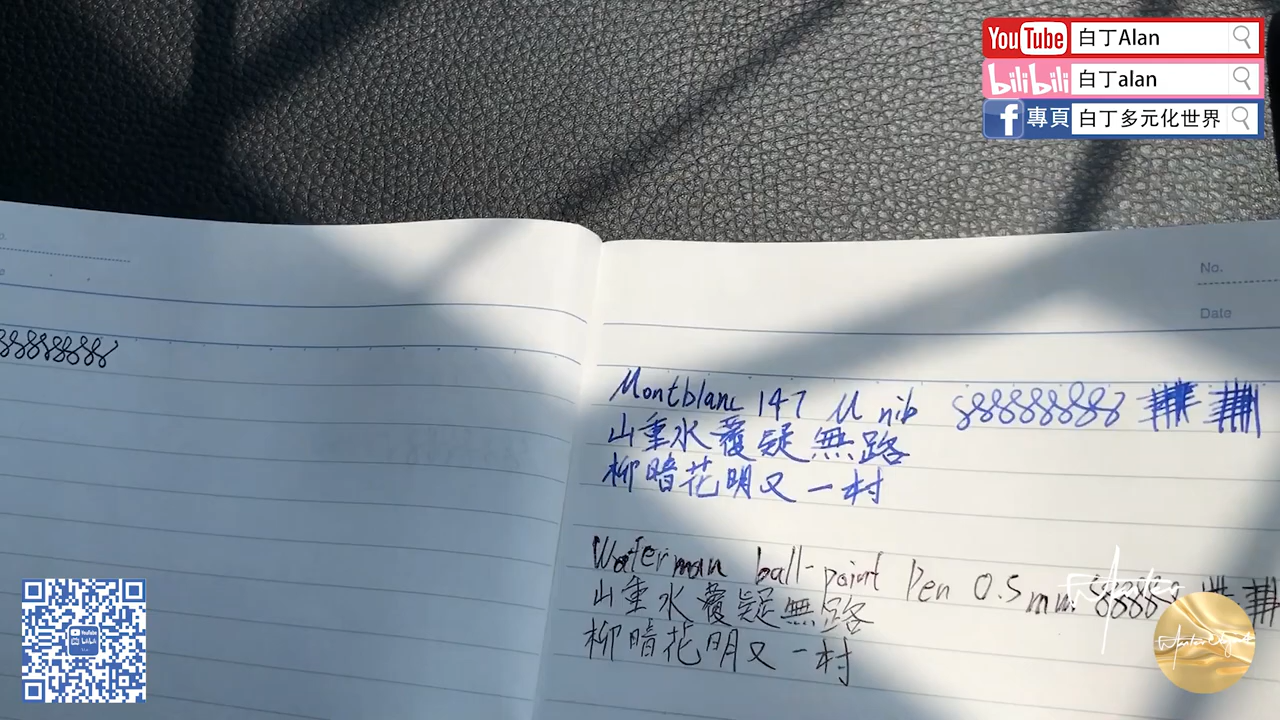 YouTube 白丁Alan
bilibili 白丁alan
f 專頁 白丁多元化世界
No.
Date
Montblanc 147 M nib 88888888
山重水覆疑無路
柳暗花明又一村
Waterman ball-point Pen 0.5mm 888888
山重水覆疑無路
柳暗花明又一村